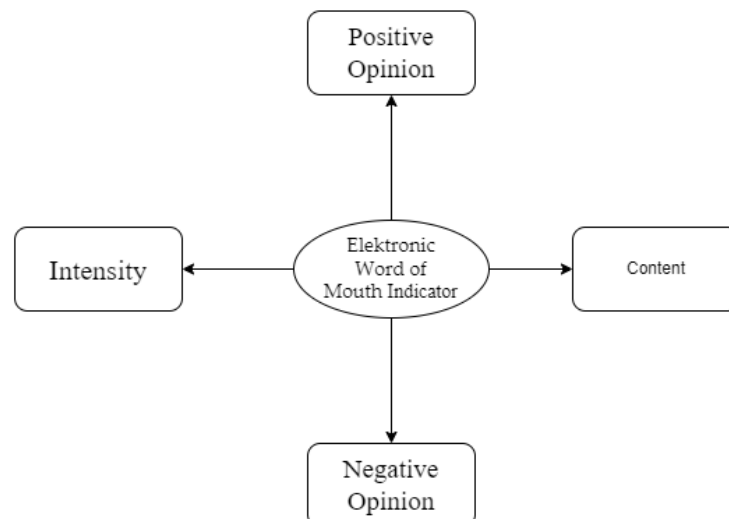 Positive
Opinion
Intensity
Elektronic
Word of
Mouth Indicator
Content
Negative
Opinion